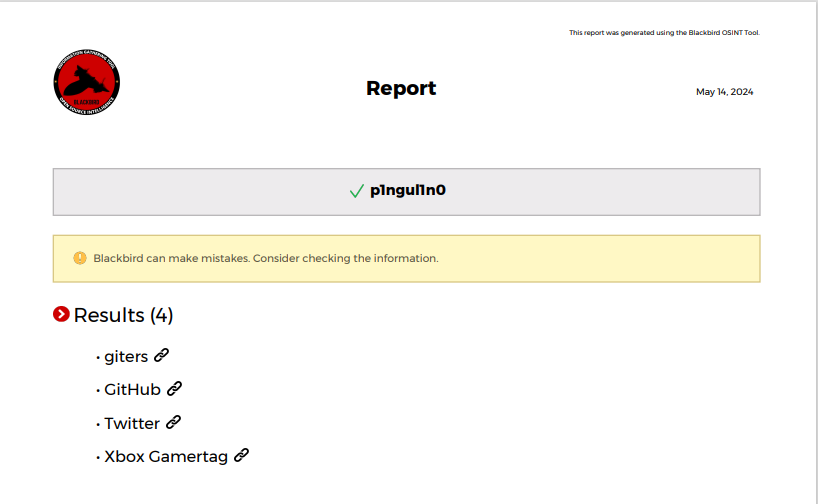 This report was generated using the Blackbird OSINT Tool.
INFORMATION GATHERING TOOL
BLACKBIRD
OPEN SOURCE INTELLIGENCE
Report
May 14, 2024
p1ngul1n0
Blackbird can make mistakes. Consider checking the information.
Results (4)
• giters
• GitHub
• Twitter
• Xbox Gamertag